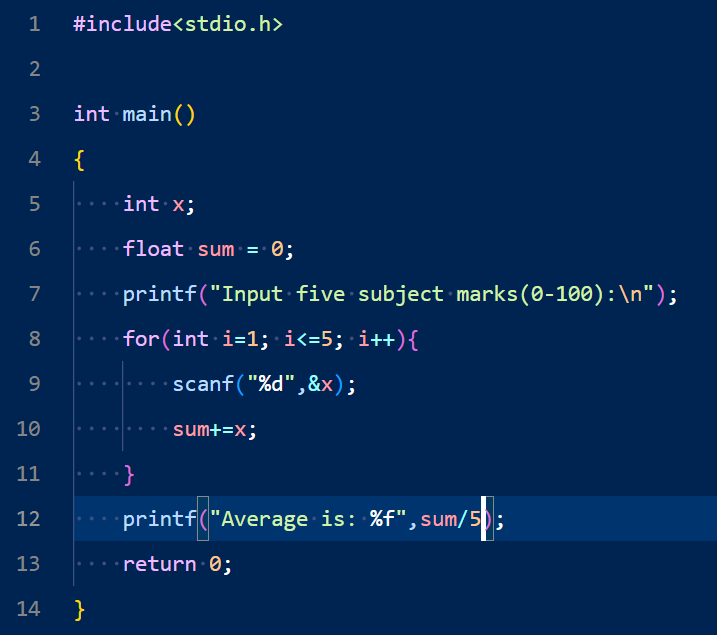 1 #include<stdio.h>
2
3 int main()
4 {
5     int x;
6     float sum = 0;
7     printf("Input five subject marks(0-100):\n");
8     for(int i=1; i<=5; i++){
9         scanf("%d",&x);
10         sum+=x;
11     }
12     printf("Average is: %f",sum/5);
13     return 0;
14 }